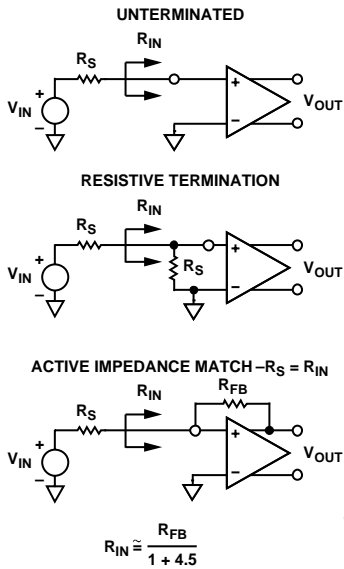 UNTERMINATED
R_IN
R_S
V_IN
+
−
+
−
V_OUT
RESISTIVE TERMINATION
R_IN
R_S
R_S
V_IN
+
−
+
−
V_OUT
ACTIVE IMPEDANCE MATCH – R_S = R_IN
R_FB
R_IN
R_S
V_IN
+
−
+
−
V_OUT
R_IN ≅ R_FB / 1 + 4.5